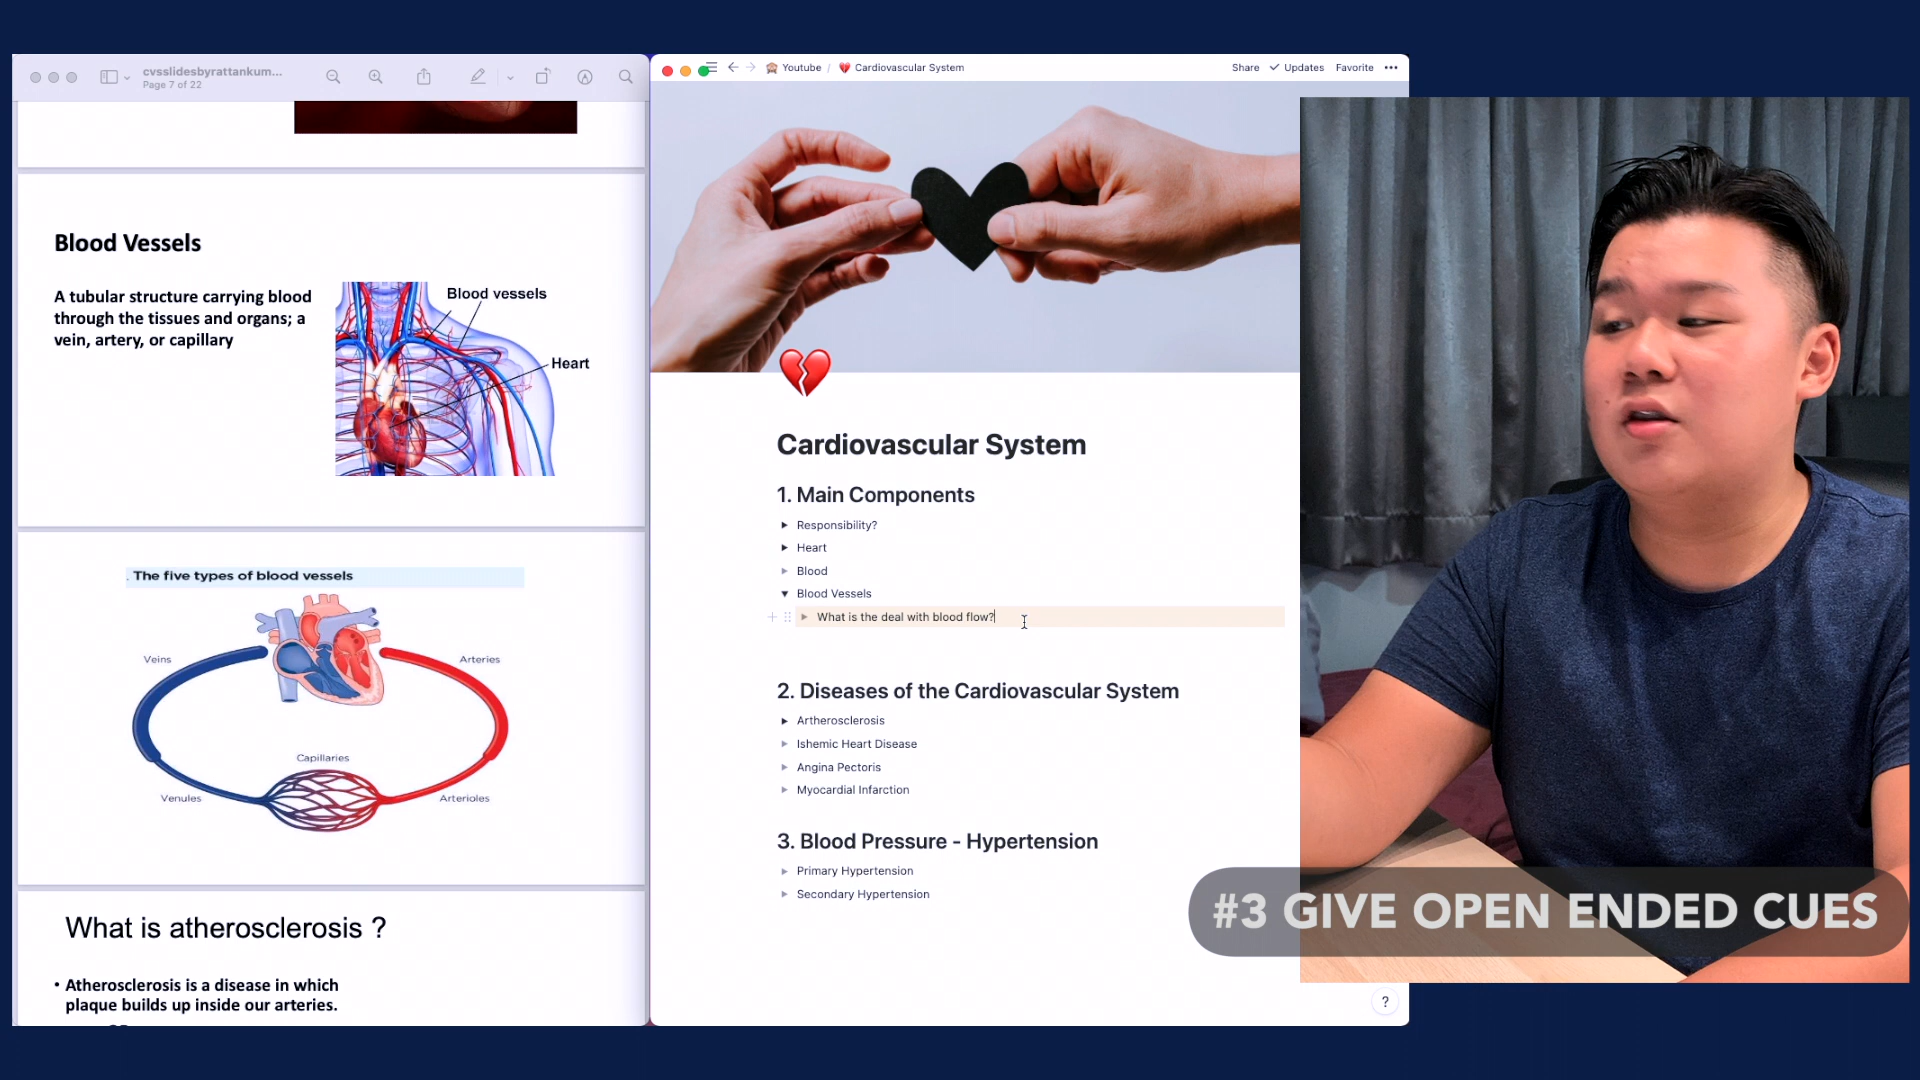 cvsslidesbyrattankum...
Page 7 of 22
Blood Vessels
A tubular structure carrying blood
through the tissues and organs; a
vein, artery, or capillary
Blood vessels
Heart
. The five types of blood vessels
Veins
Arteries
Capillaries
Venules
Arterioles
What is atherosclerosis ?
• Atherosclerosis is a disease in which
plaque builds up inside our arteries.
Youtube / Cardiovascular System
Share Updates Favorite
Cardiovascular System
1. Main Components
Responsibility?
Heart
Blood
Blood Vessels
What is the deal with blood flow?
2. Diseases of the Cardiovascular System
Artherosclerosis
Ishemic Heart Disease
Angina Pectoris
Myocardial Infarction
3. Blood Pressure - Hypertension
Primary Hypertension
Secondary Hypertension
?
#3 GIVE OPEN ENDED CUES